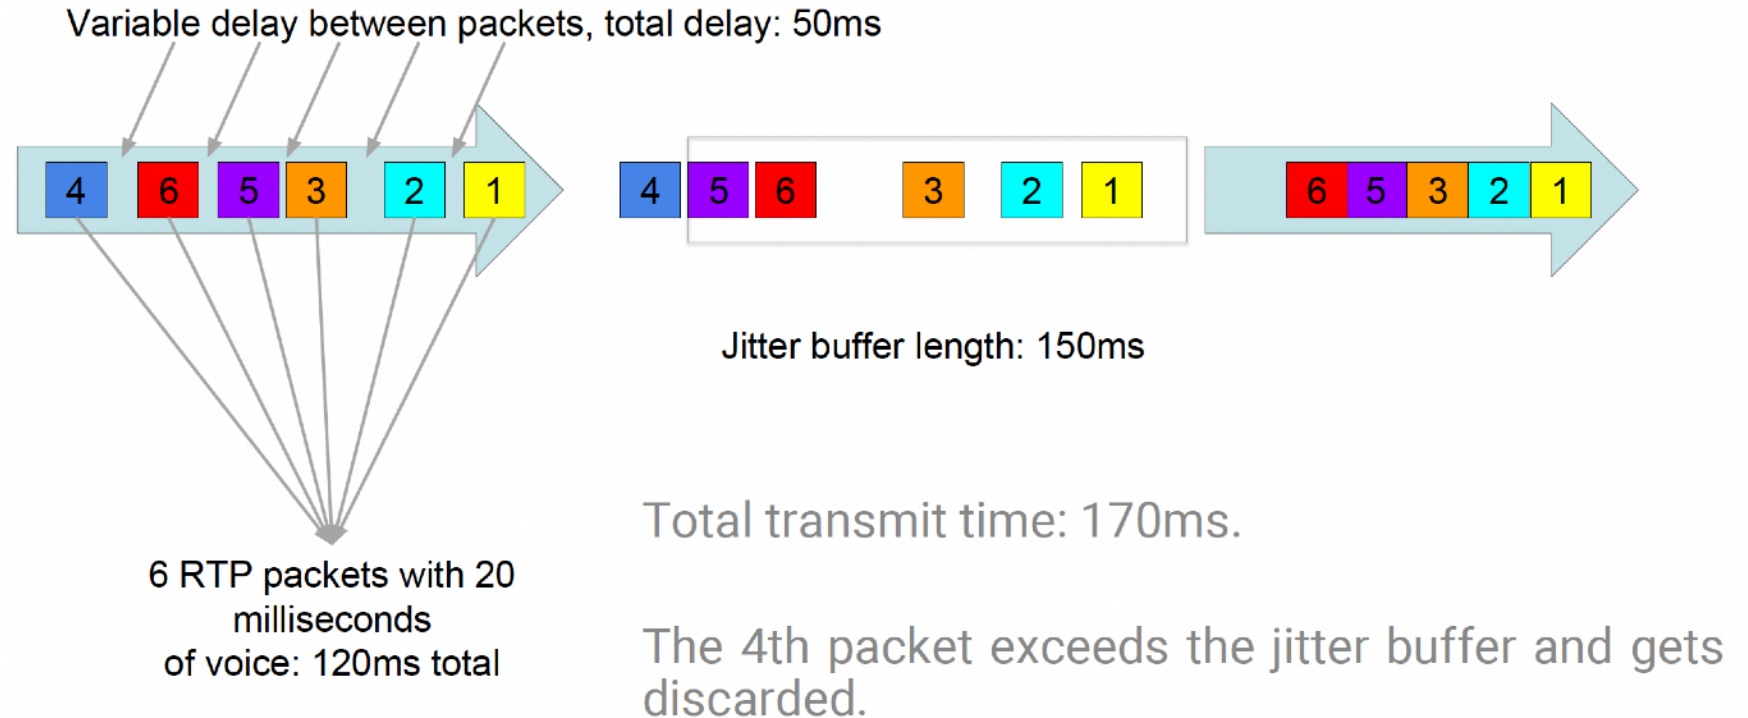 Variable delay between packets, total delay: 50ms
4 6 5 3 2 1
4 5 6 3 2 1
6 5 3 2 1
Jitter buffer length: 150ms
6 RTP packets with 20
milliseconds
of voice: 120ms total
Total transmit time: 170ms.
The 4th packet exceeds the jitter buffer and gets
discarded.